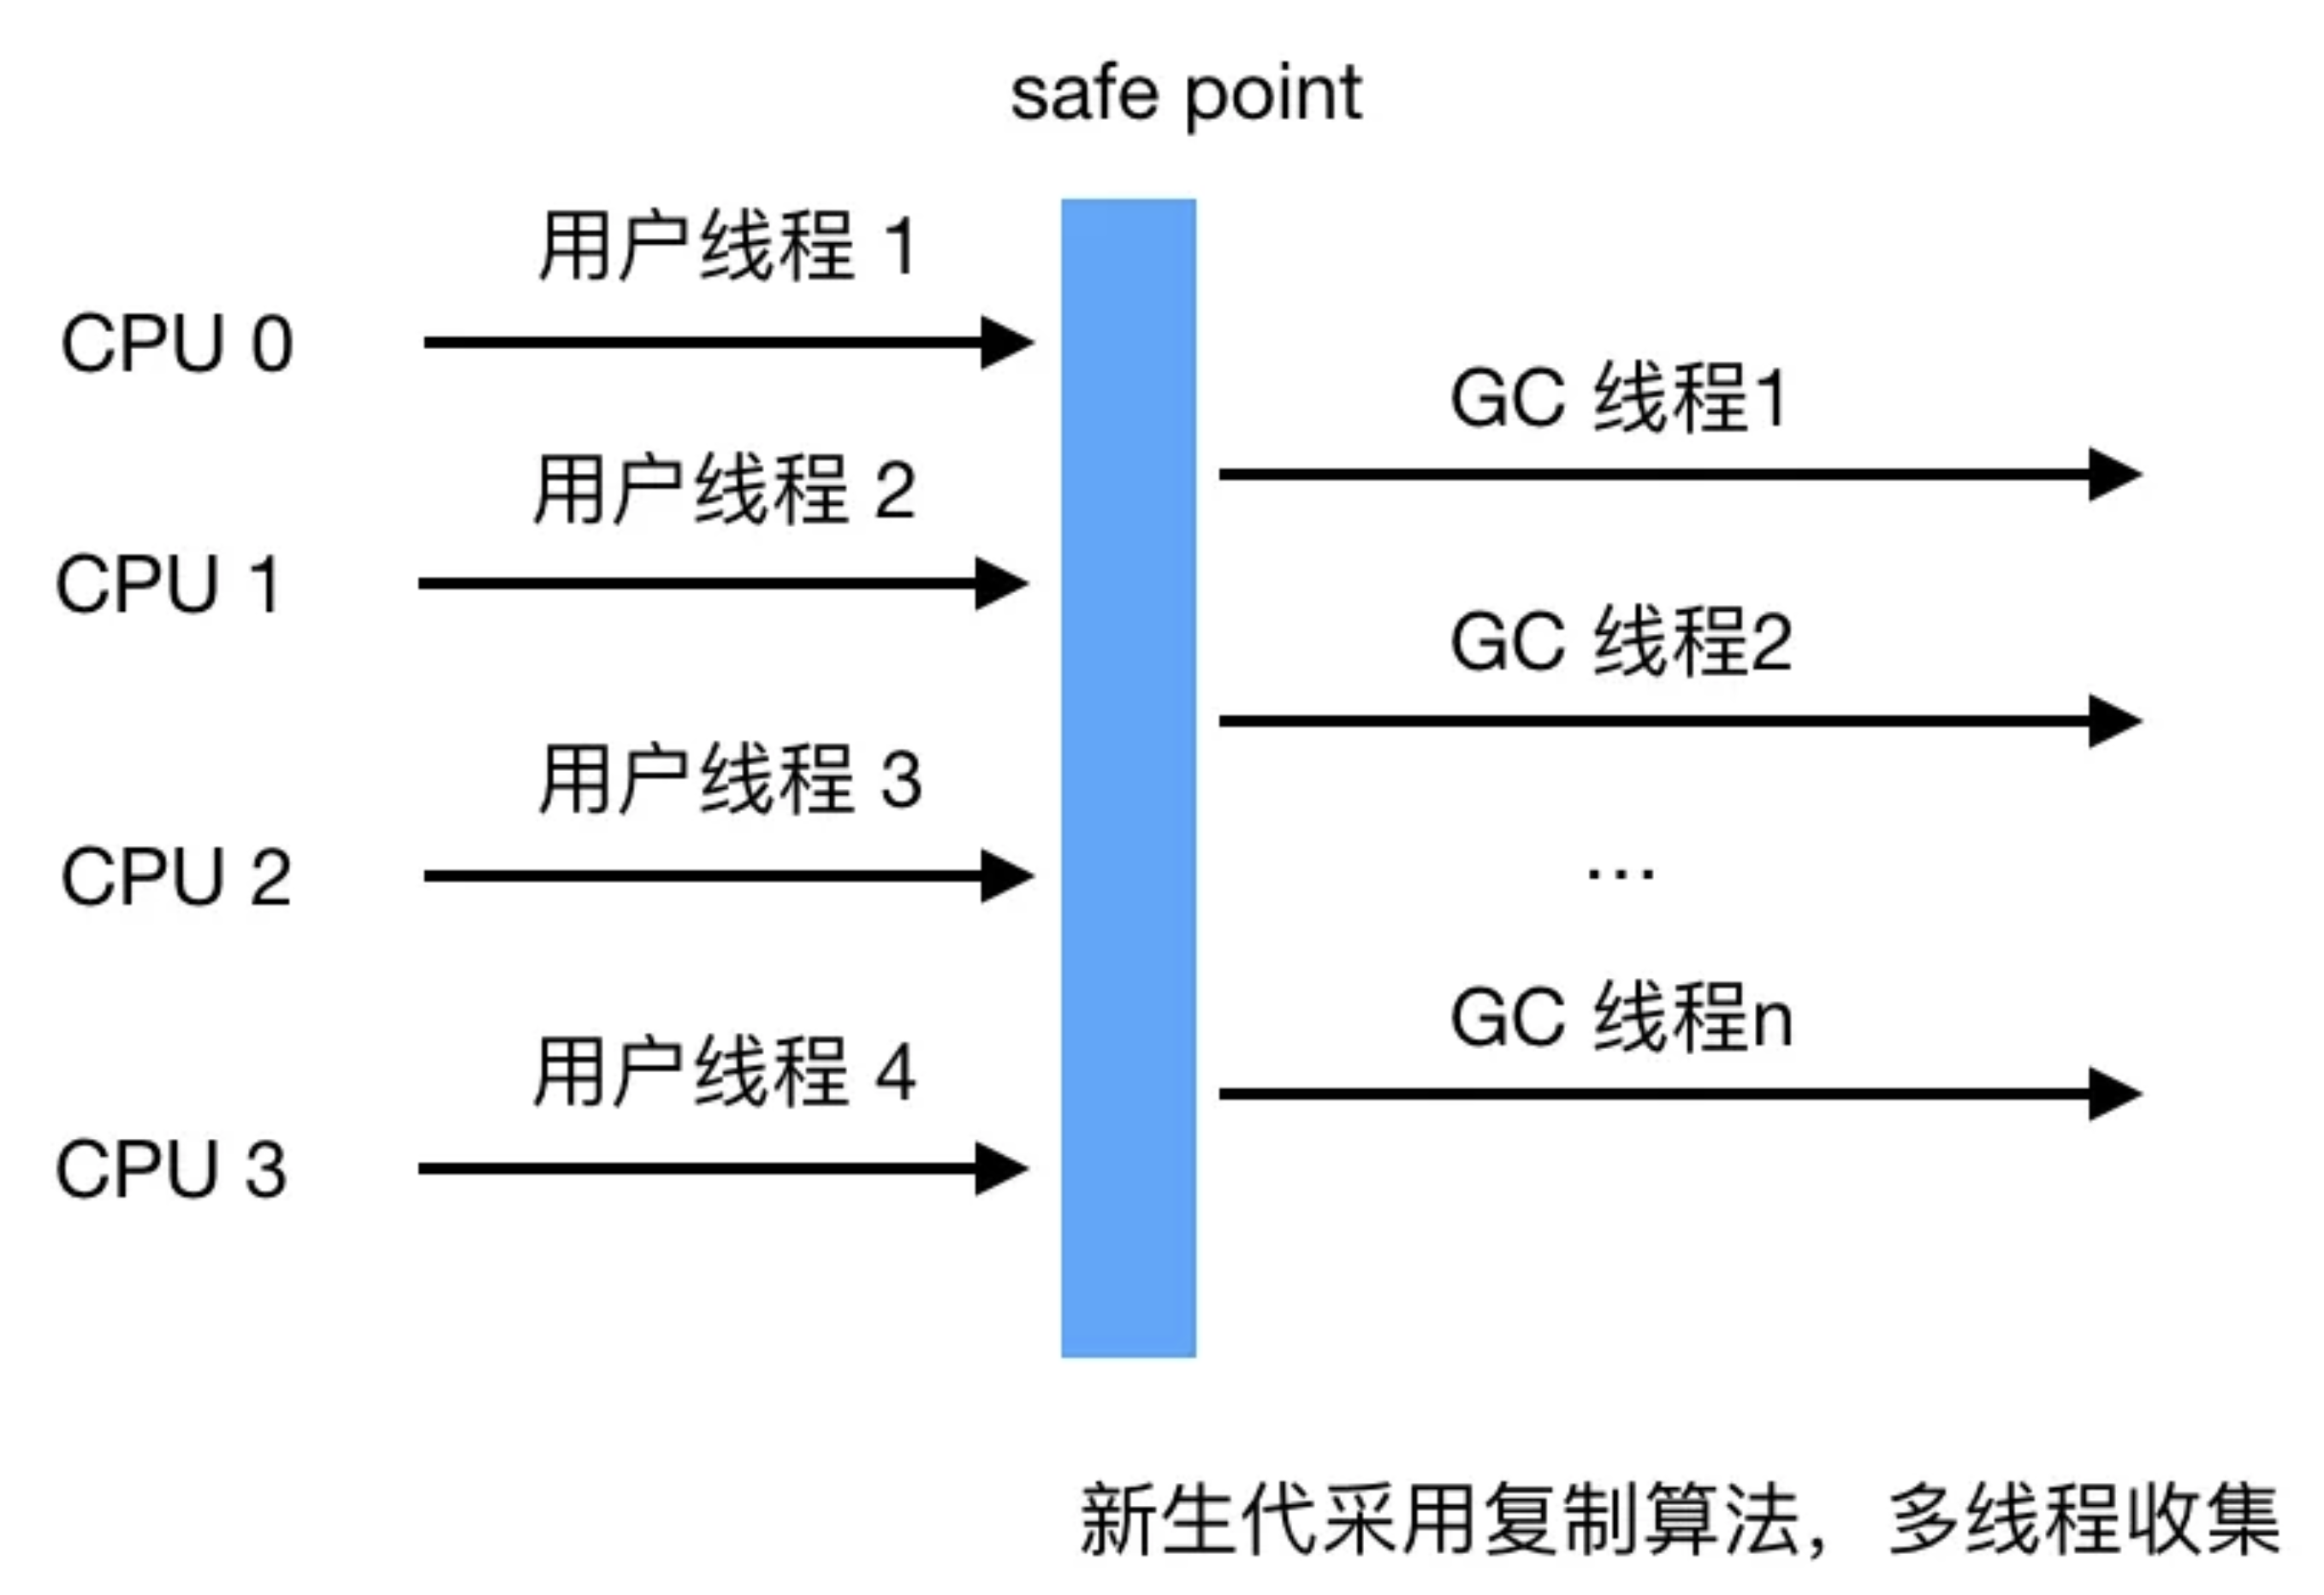 safe point
用户线程 1
CPU 0
GC 线程1
用户线程 2
CPU 1
GC 线程2
用户线程 3
CPU 2
...
GC 线程n
用户线程 4
CPU 3
新生代采用复制算法，多线程收集